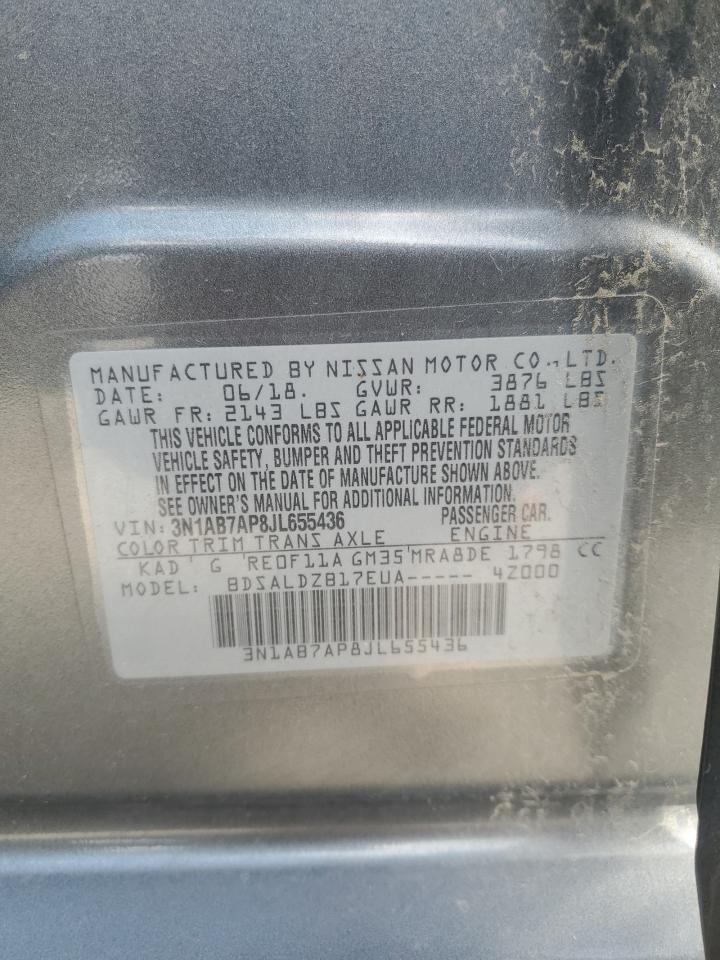 MANUFACTURED BY NISSAN MOTOR CO.,LTD.
DATE: 06/18. GVWR: 3876 LBS
GAWR FR: 2143 LBS GAWR RR: 1881 LBS
THIS VEHICLE CONFORMS TO ALL APPLICABLE FEDERAL MOTOR
VEHICLE SAFETY, BUMPER AND THEFT PREVENTION STANDARDS
IN EFFECT ON THE DATE OF MANUFACTURE SHOWN ABOVE.
SEE OWNER'S MANUAL FOR ADDITIONAL INFORMATION.
VIN: 3N1AB7AP8JL655436 PASSENGER CAR.
COLOR TRIM TRANS AXLE ENGINE
KAD ' G RE0F11A GM35'MRA8DE 1798 CC
MODEL: BDSALDZB17EUA----- 4Z000
3N1AB7AP8JL655436